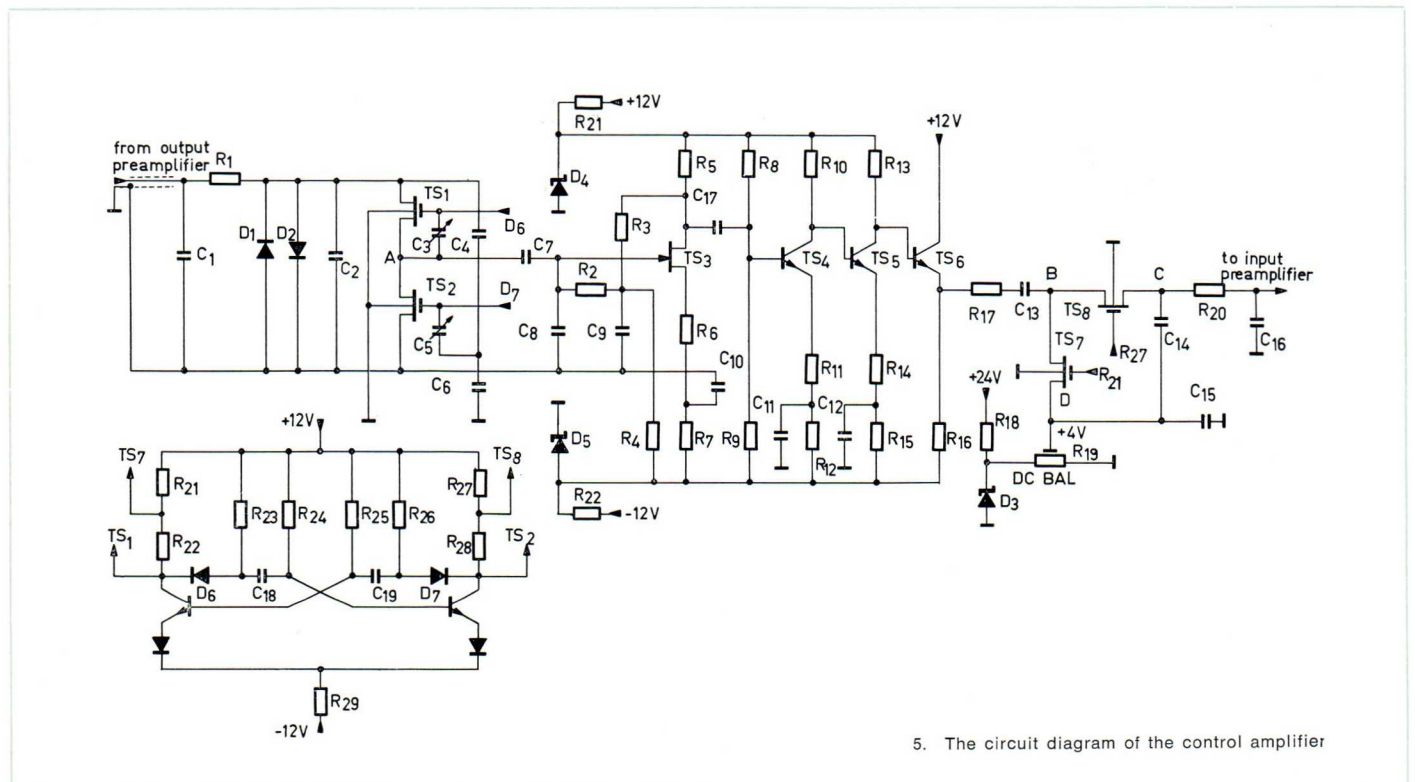 from output
preamplifier
R1
C1
D1
D2
C2
TS1
D6
C3
C4
A
TS2
D7
C5
C6
C7
R21
+12V
D4
R3
R2
C8
C9
R5
C17
TS3
R6
C10
D5
R4
R7
R22
-12V
R8
R9
R10
TS4
R11
C11
R12
C12
R13
TS5
R14
R15
+12V
TS6
R16
R17
C13
B
TS8
R27
TS7
R21
D
C
C14
R20
to input
preamplifier
C16
C15
+24V
R18
+4V
R19
DC BAL
D3
+12V
TS7
R21
R22
TS1
R23
R24
R25
R26
R27
R28
TS8
TS2
D6
C18
C19
D7
R29
-12V
5. The circuit diagram of the control amplifier